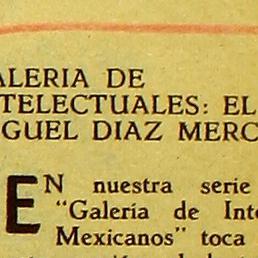 ALERIA DE
TELECTUALES: EL
GUEL DIAZ MERC
EN nuestra serie
"Galería de Inte
Mexicanos" toca